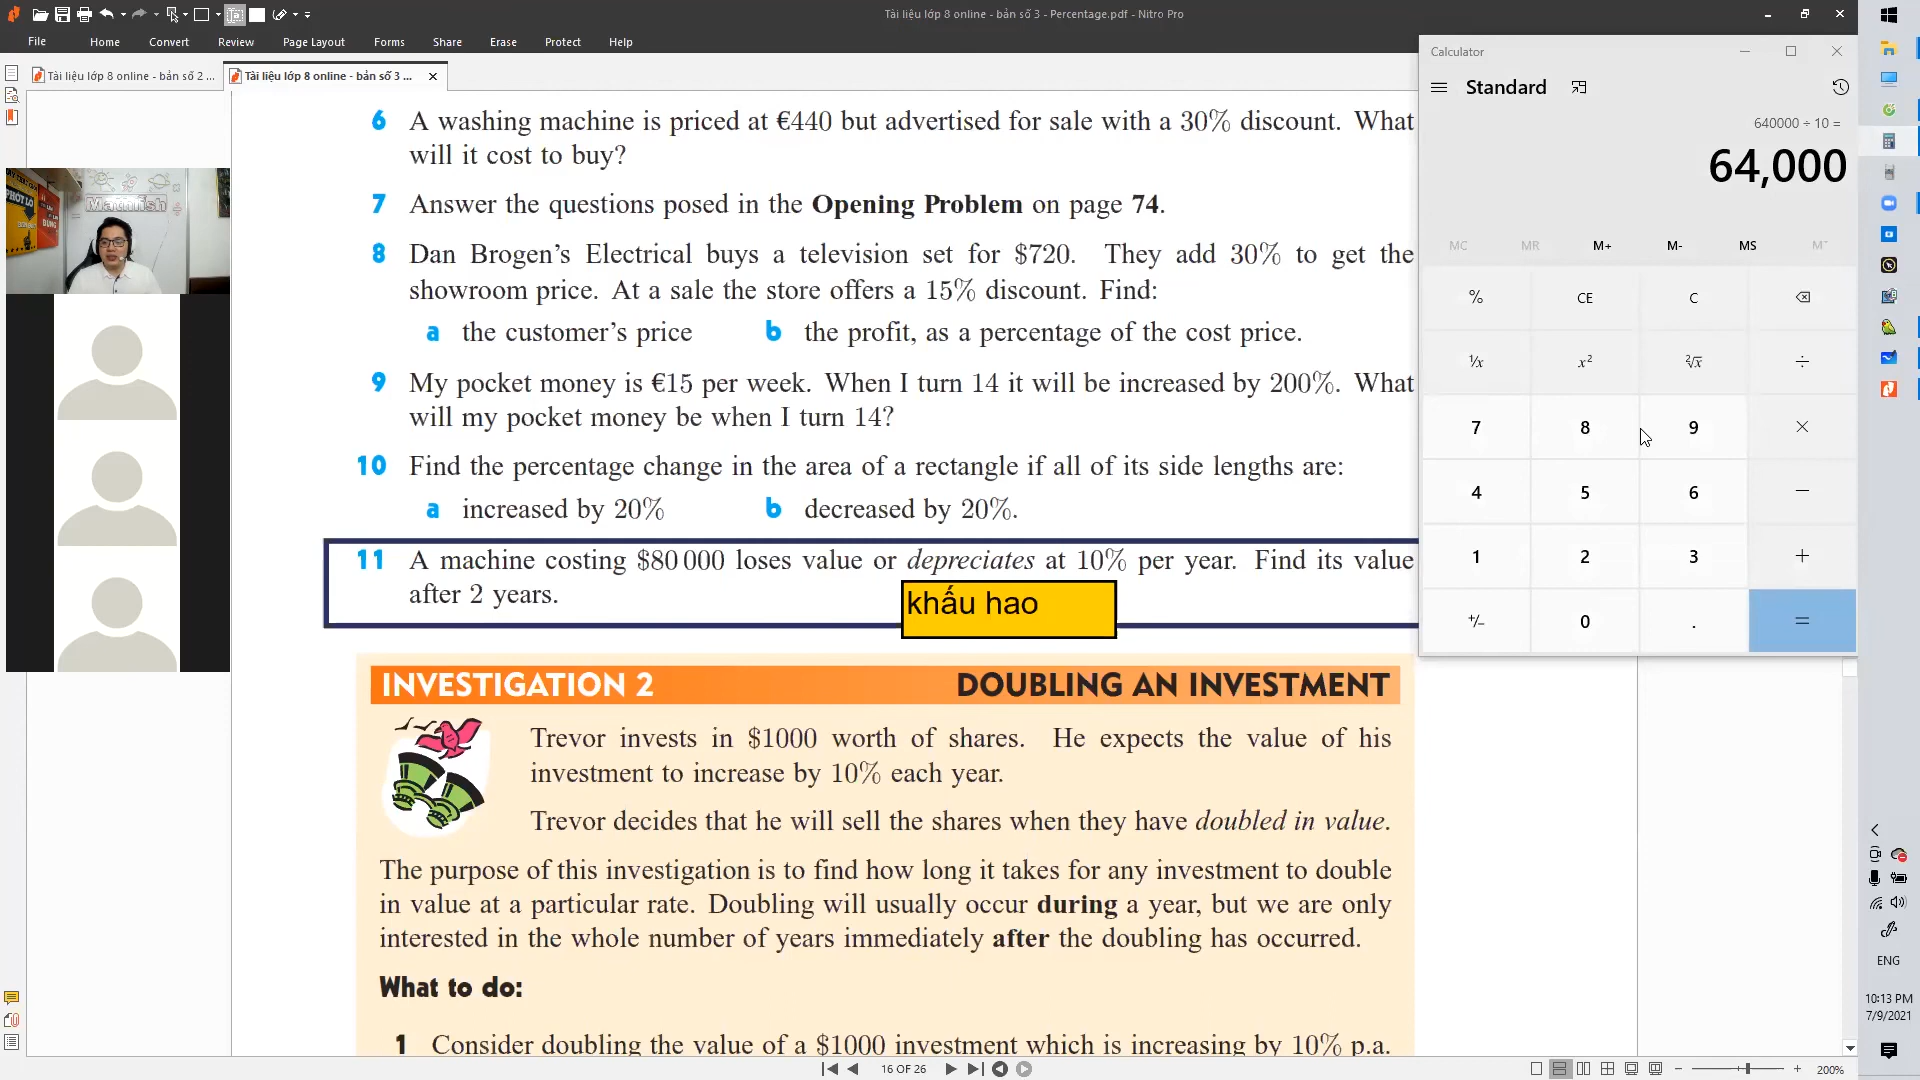 Tài liệu lớp 8 online - bản số 3 - Percentage.pdf - Nitro Pro
File Home Convert Review Page Layout Forms Share Erase Protect Help
Tài liệu lớp 8 online - bản số 2 ...
Tài liệu lớp 8 online - bản số 3 ...
6 A washing machine is priced at €440 but advertised for sale with a 30% discount. What
will it cost to buy?
7 Answer the questions posed in the Opening Problem on page 74.
8 Dan Brogen's Electrical buys a television set for $720. They add 30% to get the
showroom price. At a sale the store offers a 15% discount. Find:
a the customer's price b the profit, as a percentage of the cost price.
9 My pocket money is €15 per week. When I turn 14 it will be increased by 200%. What
will my pocket money be when I turn 14?
10 Find the percentage change in the area of a rectangle if all of its side lengths are:
a increased by 20% b decreased by 20%.
11 A machine costing $80 000 loses value or depreciates at 10% per year. Find its value
after 2 years.
khấu hao
INVESTIGATION 2 DOUBLING AN INVESTMENT
Trevor invests in $1000 worth of shares. He expects the value of his
investment to increase by 10% each year.
Trevor decides that he will sell the shares when they have doubled in value.
The purpose of this investigation is to find how long it takes for any investment to double
in value at a particular rate. Doubling will usually occur during a year, but we are only
interested in the whole number of years immediately after the doubling has occurred.
What to do:
1 Consider doubling the value of a $1000 investment which is increasing by 10% p.a.
16 OF 26
200%
Calculator
Standard
640000 ÷ 10 =
64,000
MC MR M+ M- MS M˅
% CE C
¹/x x² ²√x ÷
7 8 9 ×
4 5 6 −
1 2 3 +
+/− 0 . =
Mathfish
ENG
10:13 PM
7/9/2021